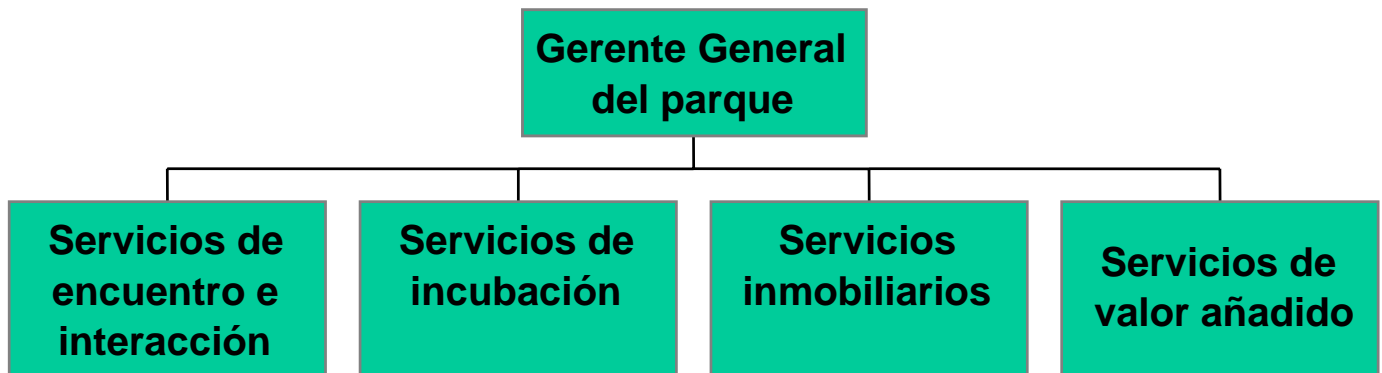 Gerente General
del parque
Servicios de
encuentro e
interacción
Servicios de
incubación
Servicios
inmobiliarios
Servicios de
valor añadido